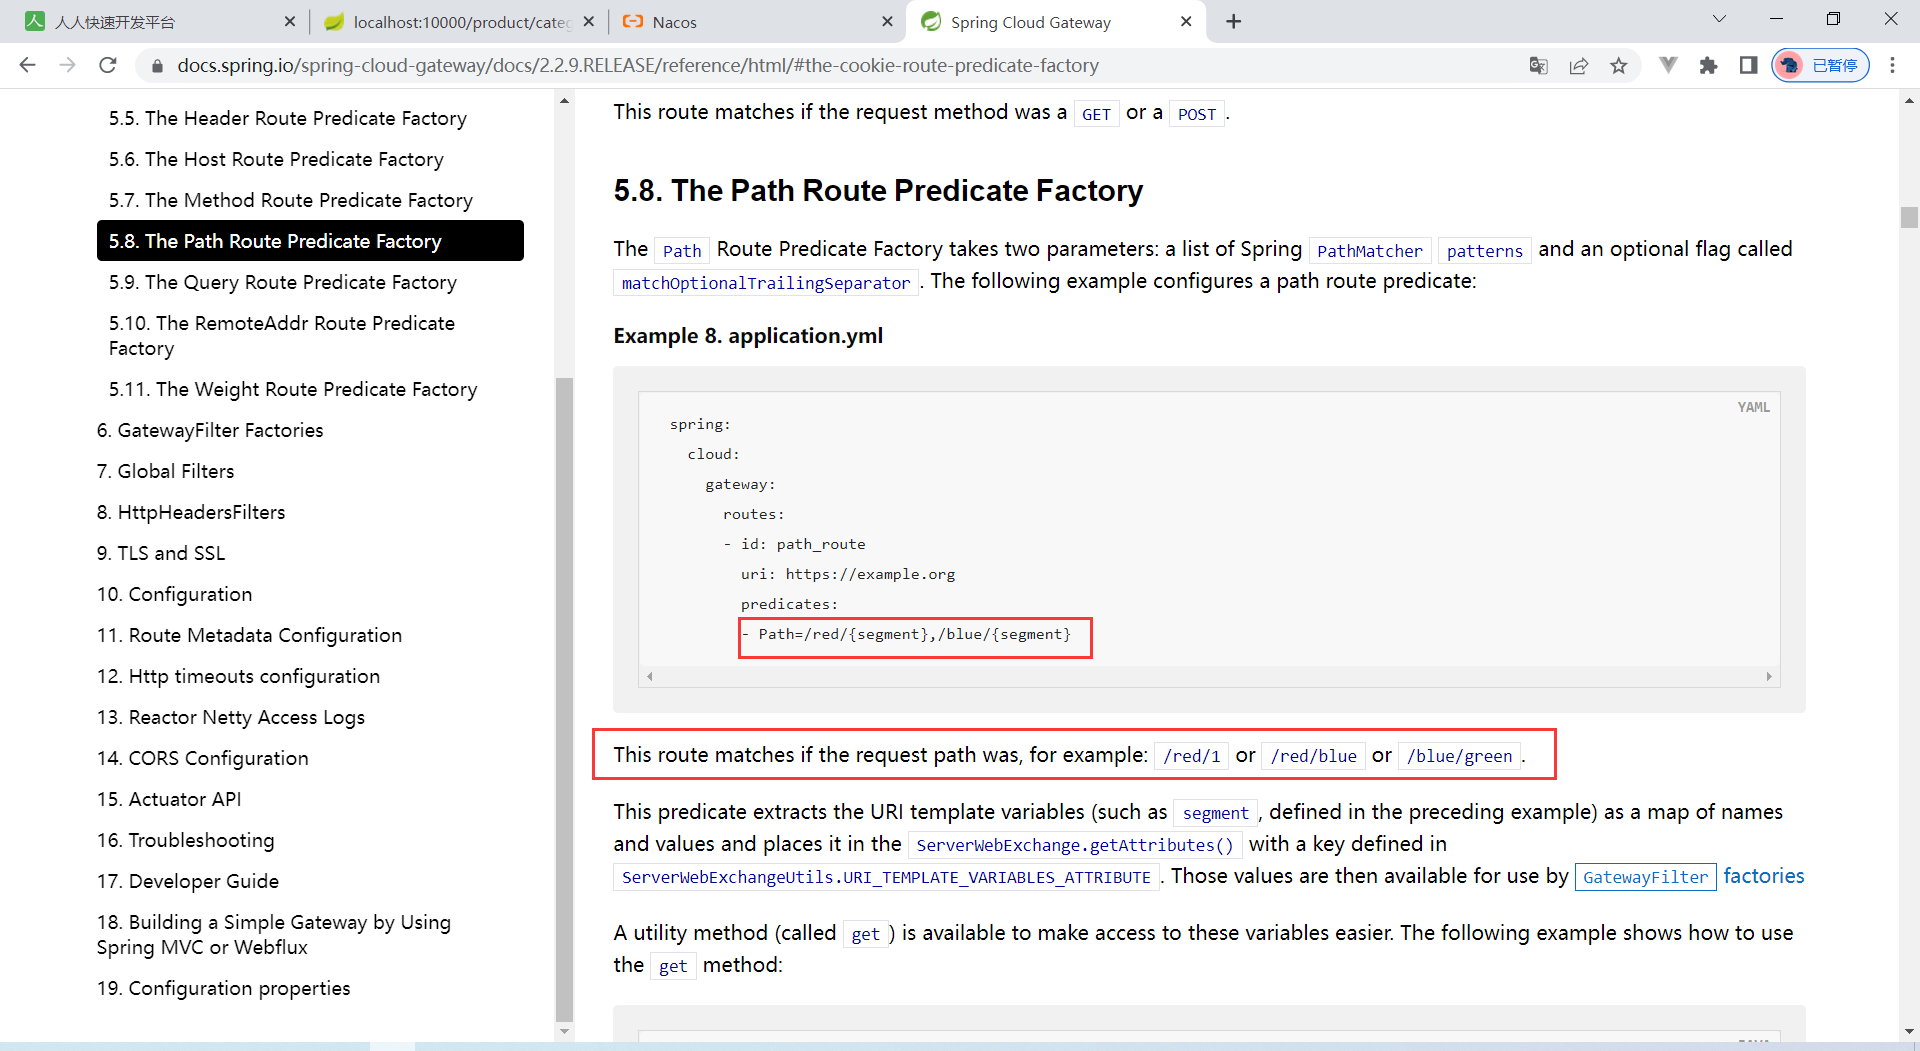 人人快速开发平台
localhost:10000/product/cate
Nacos
Spring Cloud Gateway
docs.spring.io/spring-cloud-gateway/docs/2.2.9.RELEASE/reference/html/#the-cookie-route-predicate-factory
已暂停
5.5. The Header Route Predicate Factory
5.6. The Host Route Predicate Factory
5.7. The Method Route Predicate Factory
5.8. The Path Route Predicate Factory
5.9. The Query Route Predicate Factory
5.10. The RemoteAddr Route Predicate
Factory
5.11. The Weight Route Predicate Factory
6. GatewayFilter Factories
7. Global Filters
8. HttpHeadersFilters
9. TLS and SSL
10. Configuration
11. Route Metadata Configuration
12. Http timeouts configuration
13. Reactor Netty Access Logs
14. CORS Configuration
15. Actuator API
16. Troubleshooting
17. Developer Guide
18. Building a Simple Gateway by Using
Spring MVC or Webflux
19. Configuration properties
This route matches if the request method was a GET or a POST.
5.8. The Path Route Predicate Factory
The Path Route Predicate Factory takes two parameters: a list of Spring PathMatcher patterns and an optional flag called
matchOptionalTrailingSeparator. The following example configures a path route predicate:
Example 8. application.yml
YAML
spring:
cloud:
gateway:
routes:
- id: path_route
uri: https://example.org
predicates:
- Path=/red/{segment},/blue/{segment}
This route matches if the request path was, for example: /red/1 or /red/blue or /blue/green.
This predicate extracts the URI template variables (such as segment, defined in the preceding example) as a map of names
and values and places it in the ServerWebExchange.getAttributes() with a key defined in
ServerWebExchangeUtils.URI_TEMPLATE_VARIABLES_ATTRIBUTE. Those values are then available for use by GatewayFilter factories
A utility method (called get) is available to make access to these variables easier. The following example shows how to use
the get method: